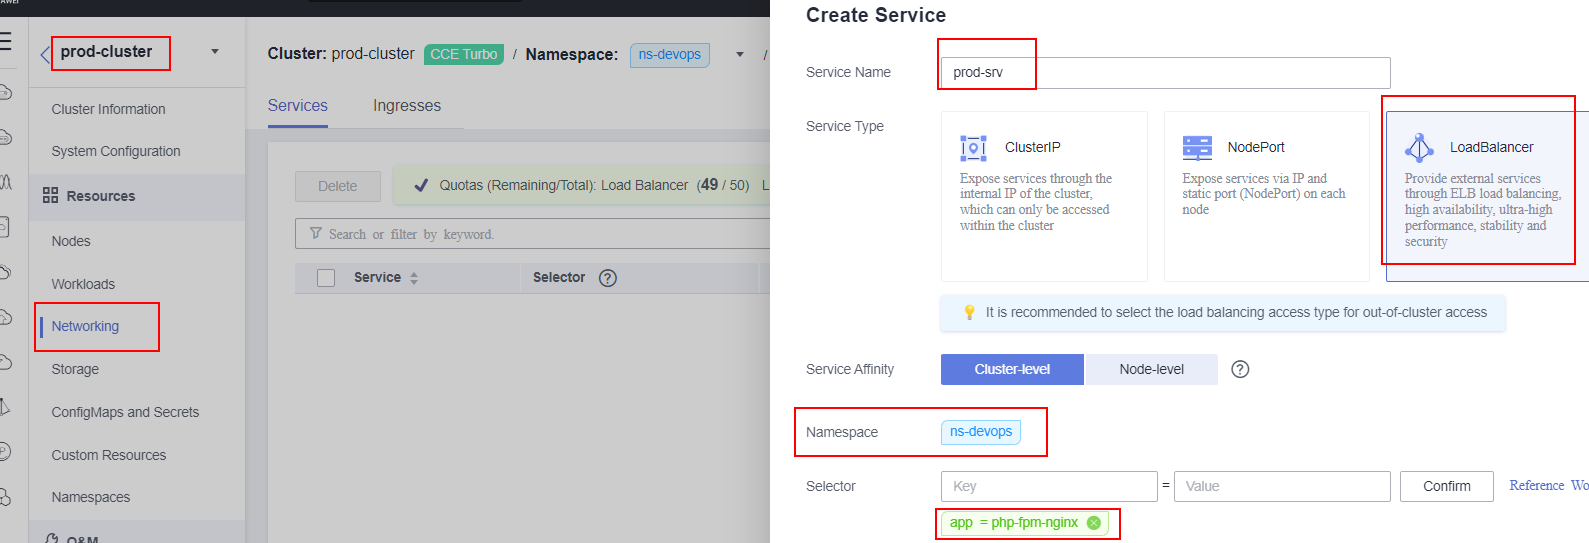 prod-cluster
Cluster Information
System Configuration
Resources
Nodes
Workloads
Networking
Storage
ConfigMaps and Secrets
Custom Resources
Namespaces
O&M
Cluster: prod-cluster CCE Turbo / Namespace: ns-devops /
Services Ingresses
Delete Quotas (Remaining/Total): Load Balancer (49 / 50) L
Search or filter by keyword.
Service Selector ?
Create Service
Service Name prod-srv
Service Type
ClusterIP
Expose services through the
internal IP of the cluster,
which can only be accessed
within the cluster
NodePort
Expose services via IP and
static port (NodePort) on each
node
LoadBalancer
Provide external services
through ELB load balancing,
high availability, ultra-high
performance, stability and
security
It is recommended to select the load balancing access type for out-of-cluster access
Service Affinity Cluster-level Node-level ?
Namespace ns-devops
Selector Key = Value Confirm Reference Wo
app = php-fpm-nginx